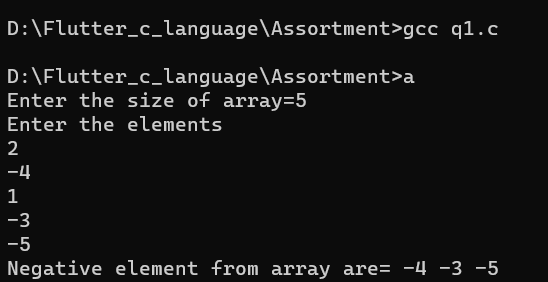 D:\Flutter_c_language\Assortment>gcc q1.c
D:\Flutter_c_language\Assortment>a
Enter the size of array=5
Enter the elements
2
-4
1
-3
-5
Negative element from array are= -4 -3 -5